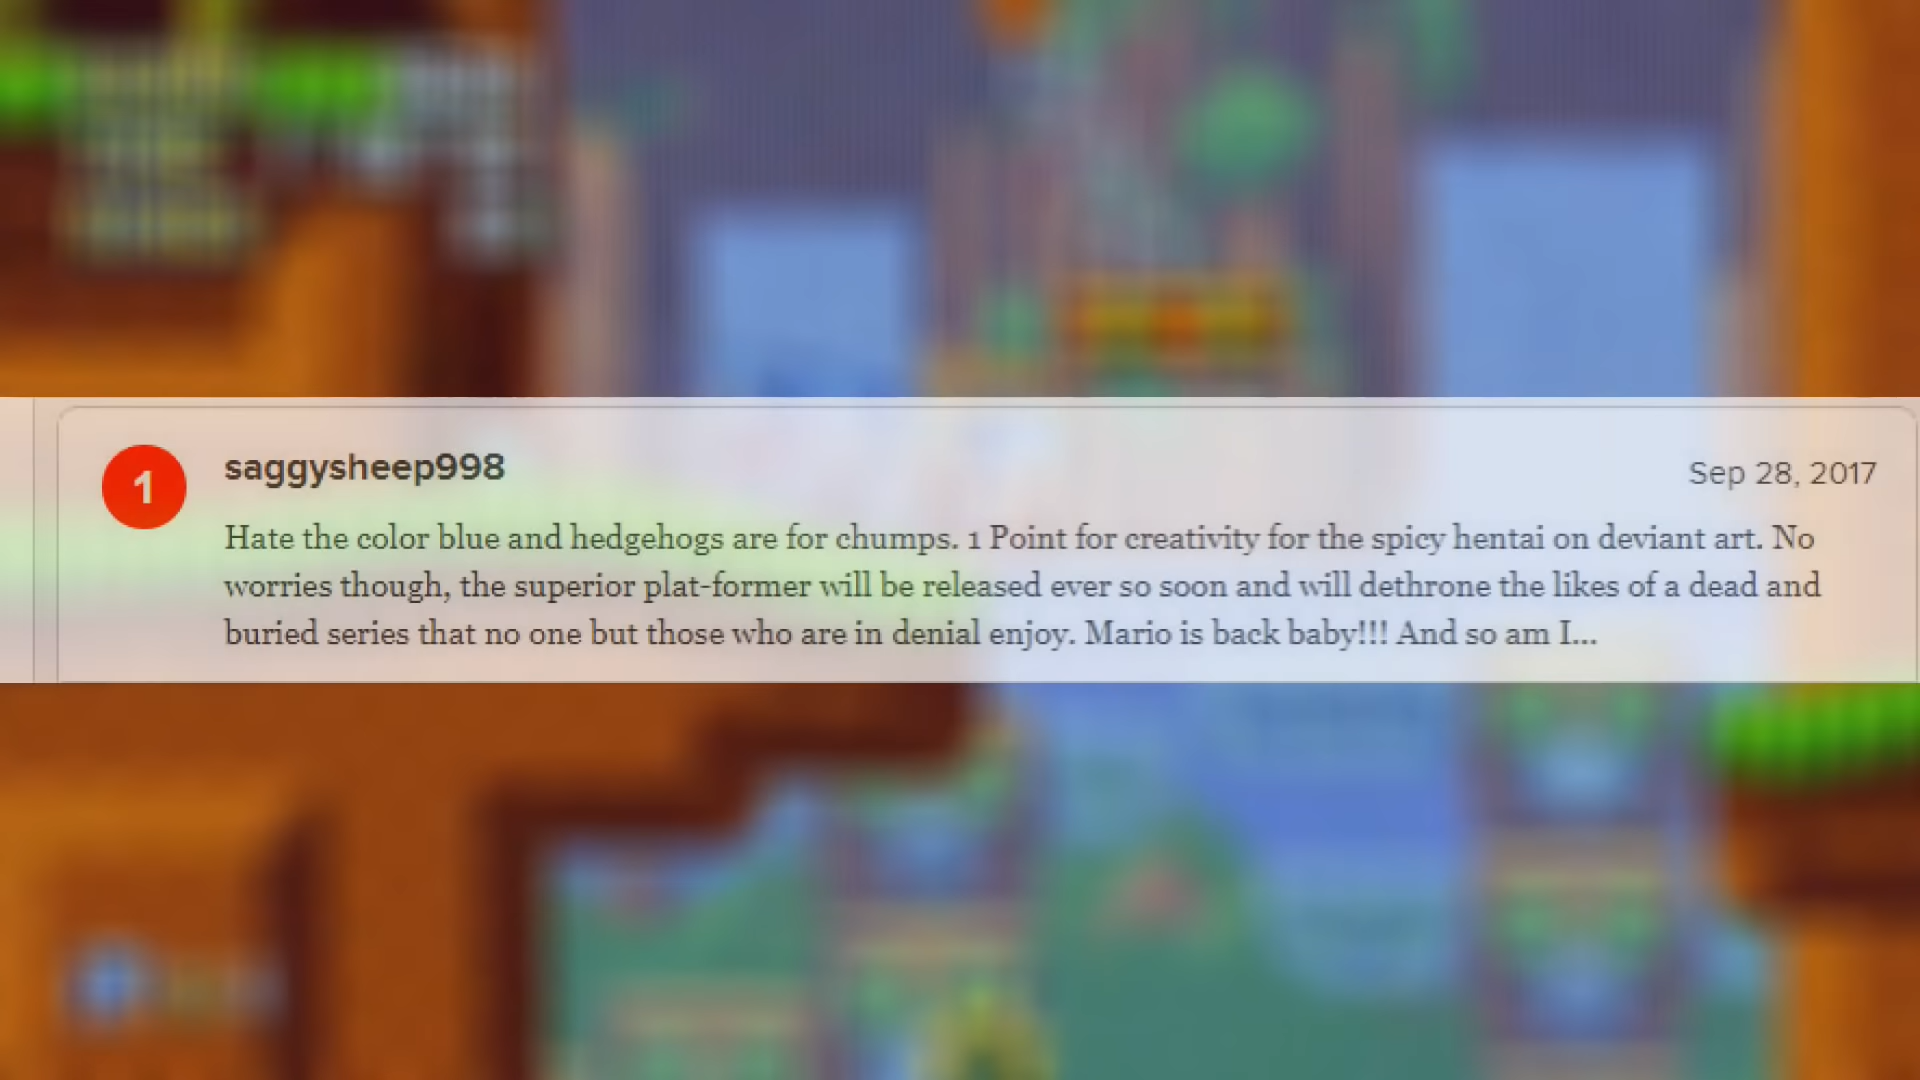 1
saggysheep998
Sep 28, 2017
Hate the color blue and hedgehogs are for chumps. 1 Point for creativity for the spicy hentai on deviant art. No
worries though, the superior plat-former will be released ever so soon and will dethrone the likes of a dead and
buried series that no one but those who are in denial enjoy. Mario is back baby!!! And so am I...